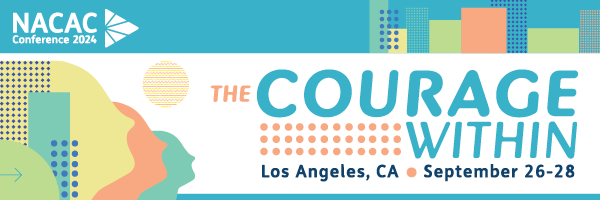 NACAC
Conference 2024
THE COURAGE
WITHIN
Los Angeles, CA • September 26-28